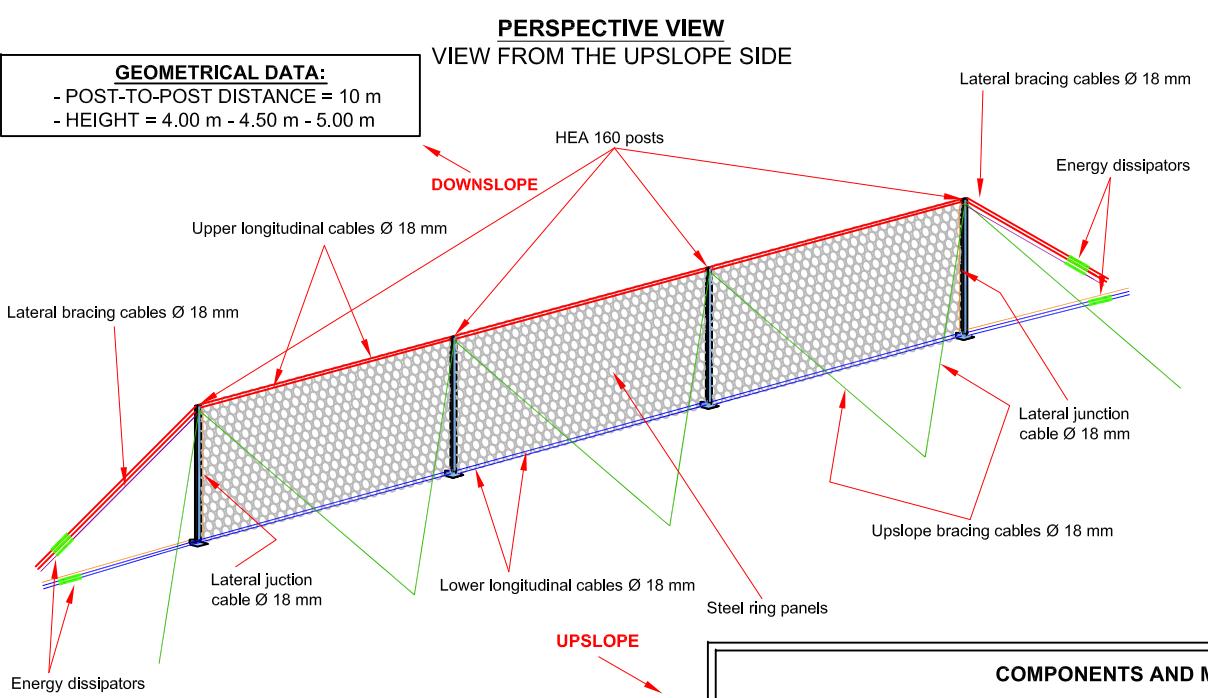 PERSPECTIVE VIEW
VIEW FROM THE UPSLOPE SIDE
GEOMETRICAL DATA:
- POST-TO-POST DISTANCE = 10 m
- HEIGHT = 4.00 m - 4.50 m - 5.00 m
Lateral bracing cables Ø 18 mm
HEA 160 posts
Energy dissipators
DOWNSLOPE
Upper longitudinal cables Ø 18 mm
Lateral bracing cables Ø 18 mm
Lateral junction
cable Ø 18 mm
Upslope bracing cables Ø 18 mm
Lateral juction
cable Ø 18 mm
Lower longitudinal cables Ø 18 mm
Steel ring panels
UPSLOPE
Energy dissipators
COMPONENTS AND M